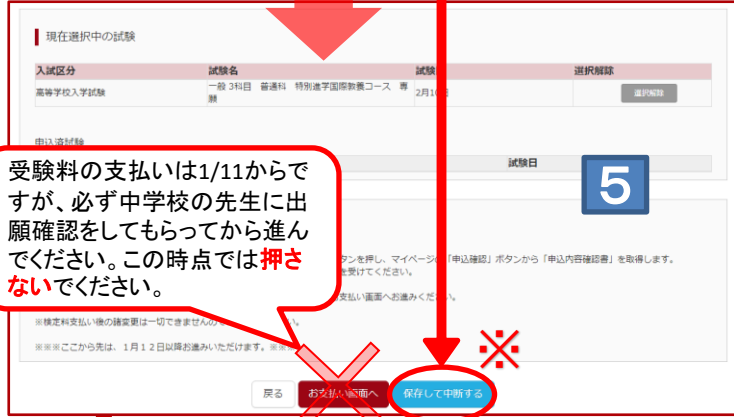 現在選択中の試験
入試区分 試験名 試験 選択解除
高等学校入学試験 一般 3科目 普通科 特別進学国際教養コース 専願 2月1 選択解除
申込済試験
試験日
5
受験料の支払いは1/11からで
すが、必ず中学校の先生に出
願確認をしてもらってから進ん
でください。この時点では押さ
ないでください。
タンを押し、マイページの「申込確認」ボタンから「申込内容確認書」を取得します。
を受けてください。
支払い画面へお進みください。
※検定料支払い後の諸変更は一切できませんの
※※※ここから先は、1月12日以降お進みいただけます。※※
※
戻る お支払い画面へ 保存して中断する